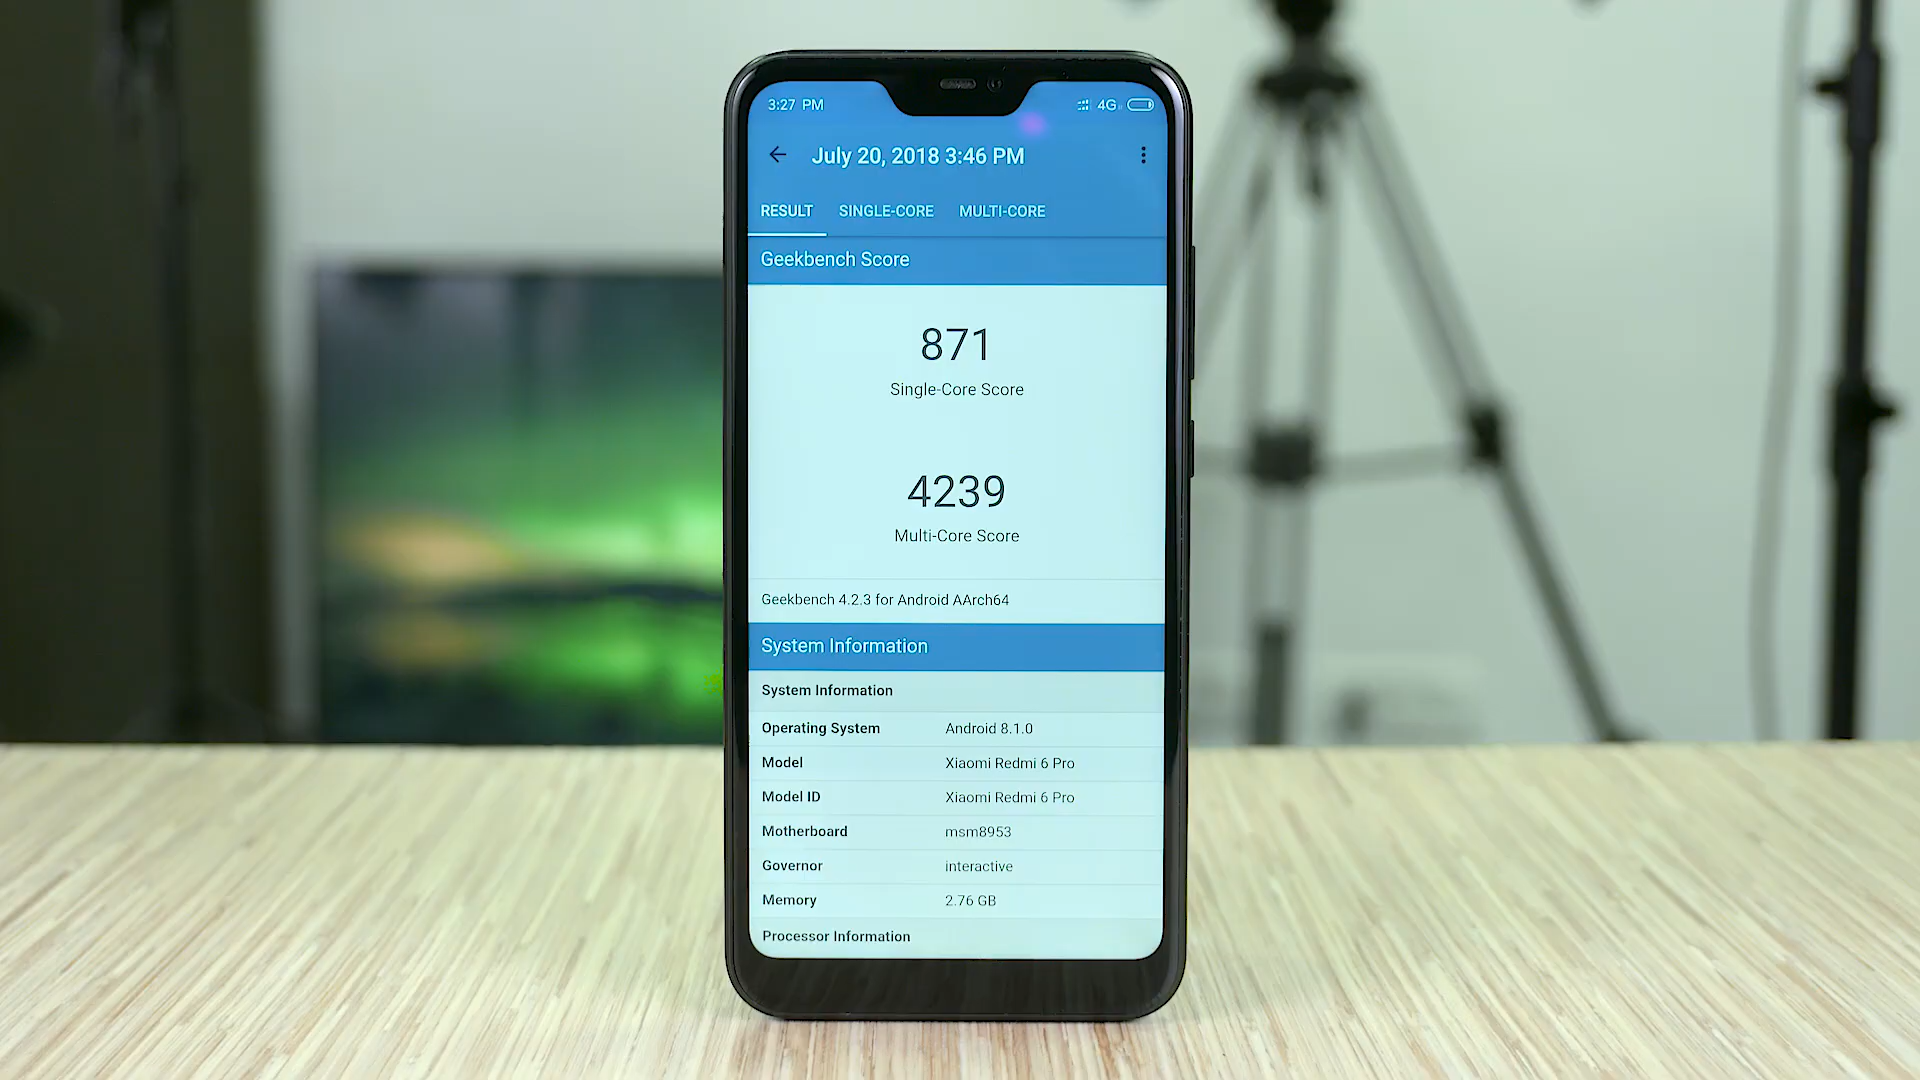 3:27 PM 4G
July 20, 2018 3:46 PM
RESULT SINGLE-CORE MULTI-CORE
Geekbench Score
871
Single-Core Score
4239
Multi-Core Score
Geekbench 4.2.3 for Android AArch64
System Information
System Information
Operating System Android 8.1.0
Model Xiaomi Redmi 6 Pro
Model ID Xiaomi Redmi 6 Pro
Motherboard msm8953
Governor interactive
Memory 2.76 GB
Processor Information